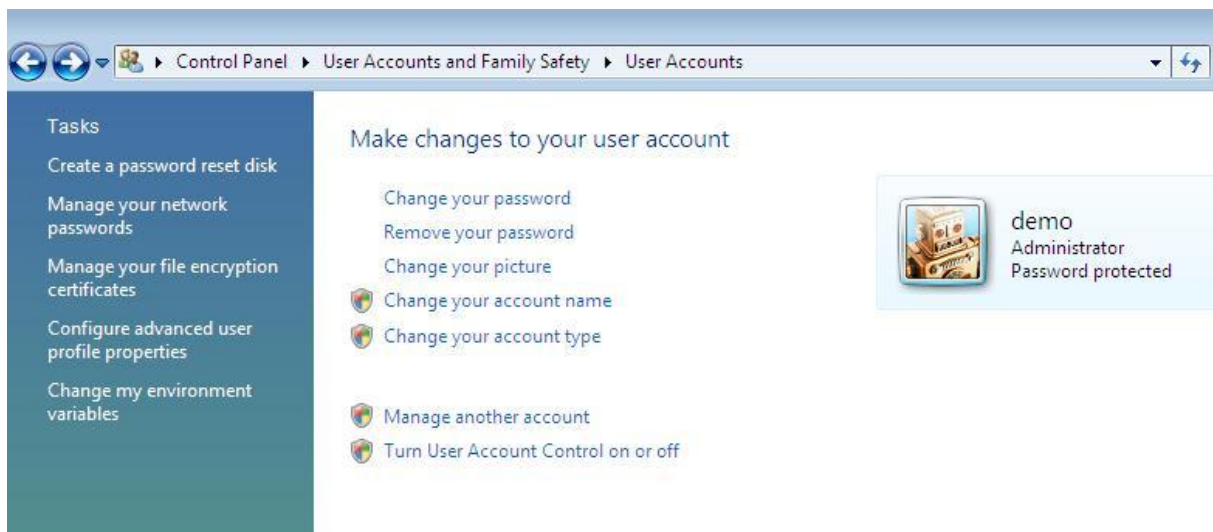 Control Panel User Accounts and Family Safety User Accounts
Tasks
Create a password reset disk
Manage your network
passwords
Manage your file encryption
certificates
Configure advanced user
profile properties
Change my environment
variables
Make changes to your user account
Change your password
Remove your password
Change your picture
Change your account name
Change your account type
Manage another account
Turn User Account Control on or off
demo
Administrator
Password protected